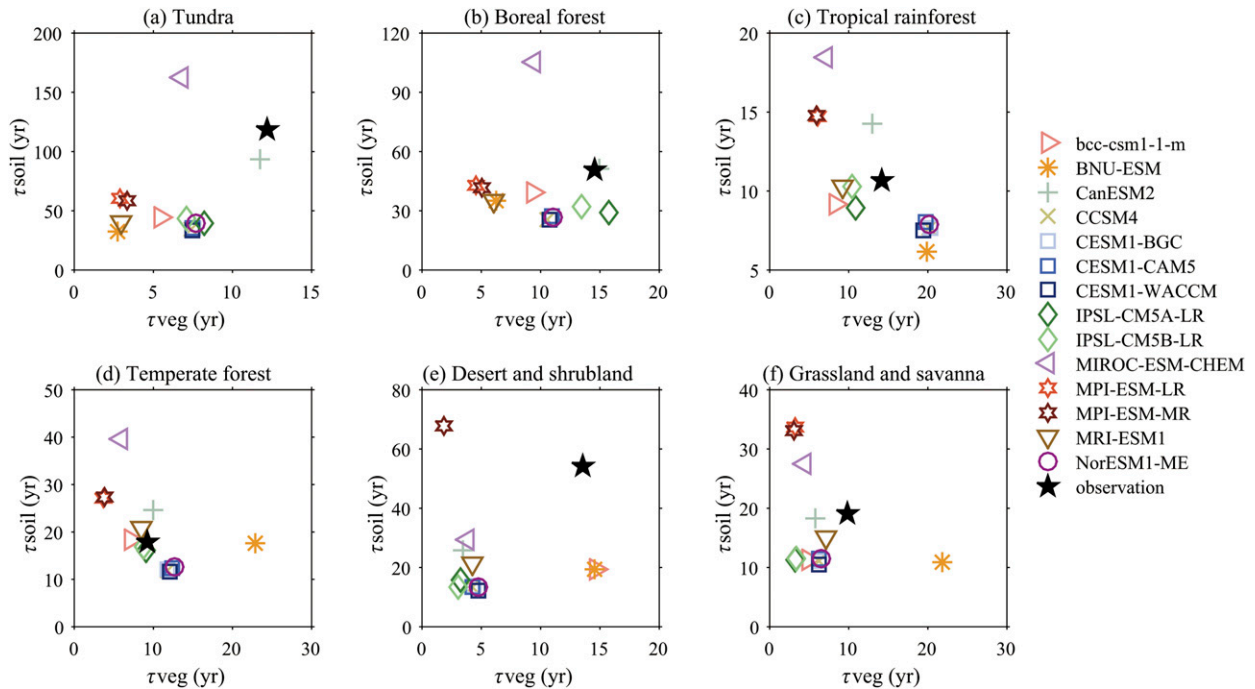 (a) Tundra
200
150
100
50
0
0 5 10 15
τsoil (yr)
τveg (yr)
(b) Boreal forest
120
90
60
30
0
0 5 10 15 20
τsoil (yr)
τveg (yr)
(c) Tropical rainforest
20
15
10
5
0 10 20 30
τsoil (yr)
τveg (yr)
(d) Temperate forest
50
40
30
20
10
0
0 10 20 30
τsoil (yr)
τveg (yr)
(e) Desert and shrubland
80
60
40
20
0
0 5 10 15 20
τsoil (yr)
τveg (yr)
(f) Grassland and savanna
40
30
20
10
0
0 10 20 30
τsoil (yr)
τveg (yr)
bcc-csm1-1-m
BNU-ESM
CanESM2
CCSM4
CESM1-BGC
CESM1-CAM5
CESM1-WACCM
IPSL-CM5A-LR
IPSL-CM5B-LR
MIROC-ESM-CHEM
MPI-ESM-LR
MPI-ESM-MR
MRI-ESM1
NorESM1-ME
observation